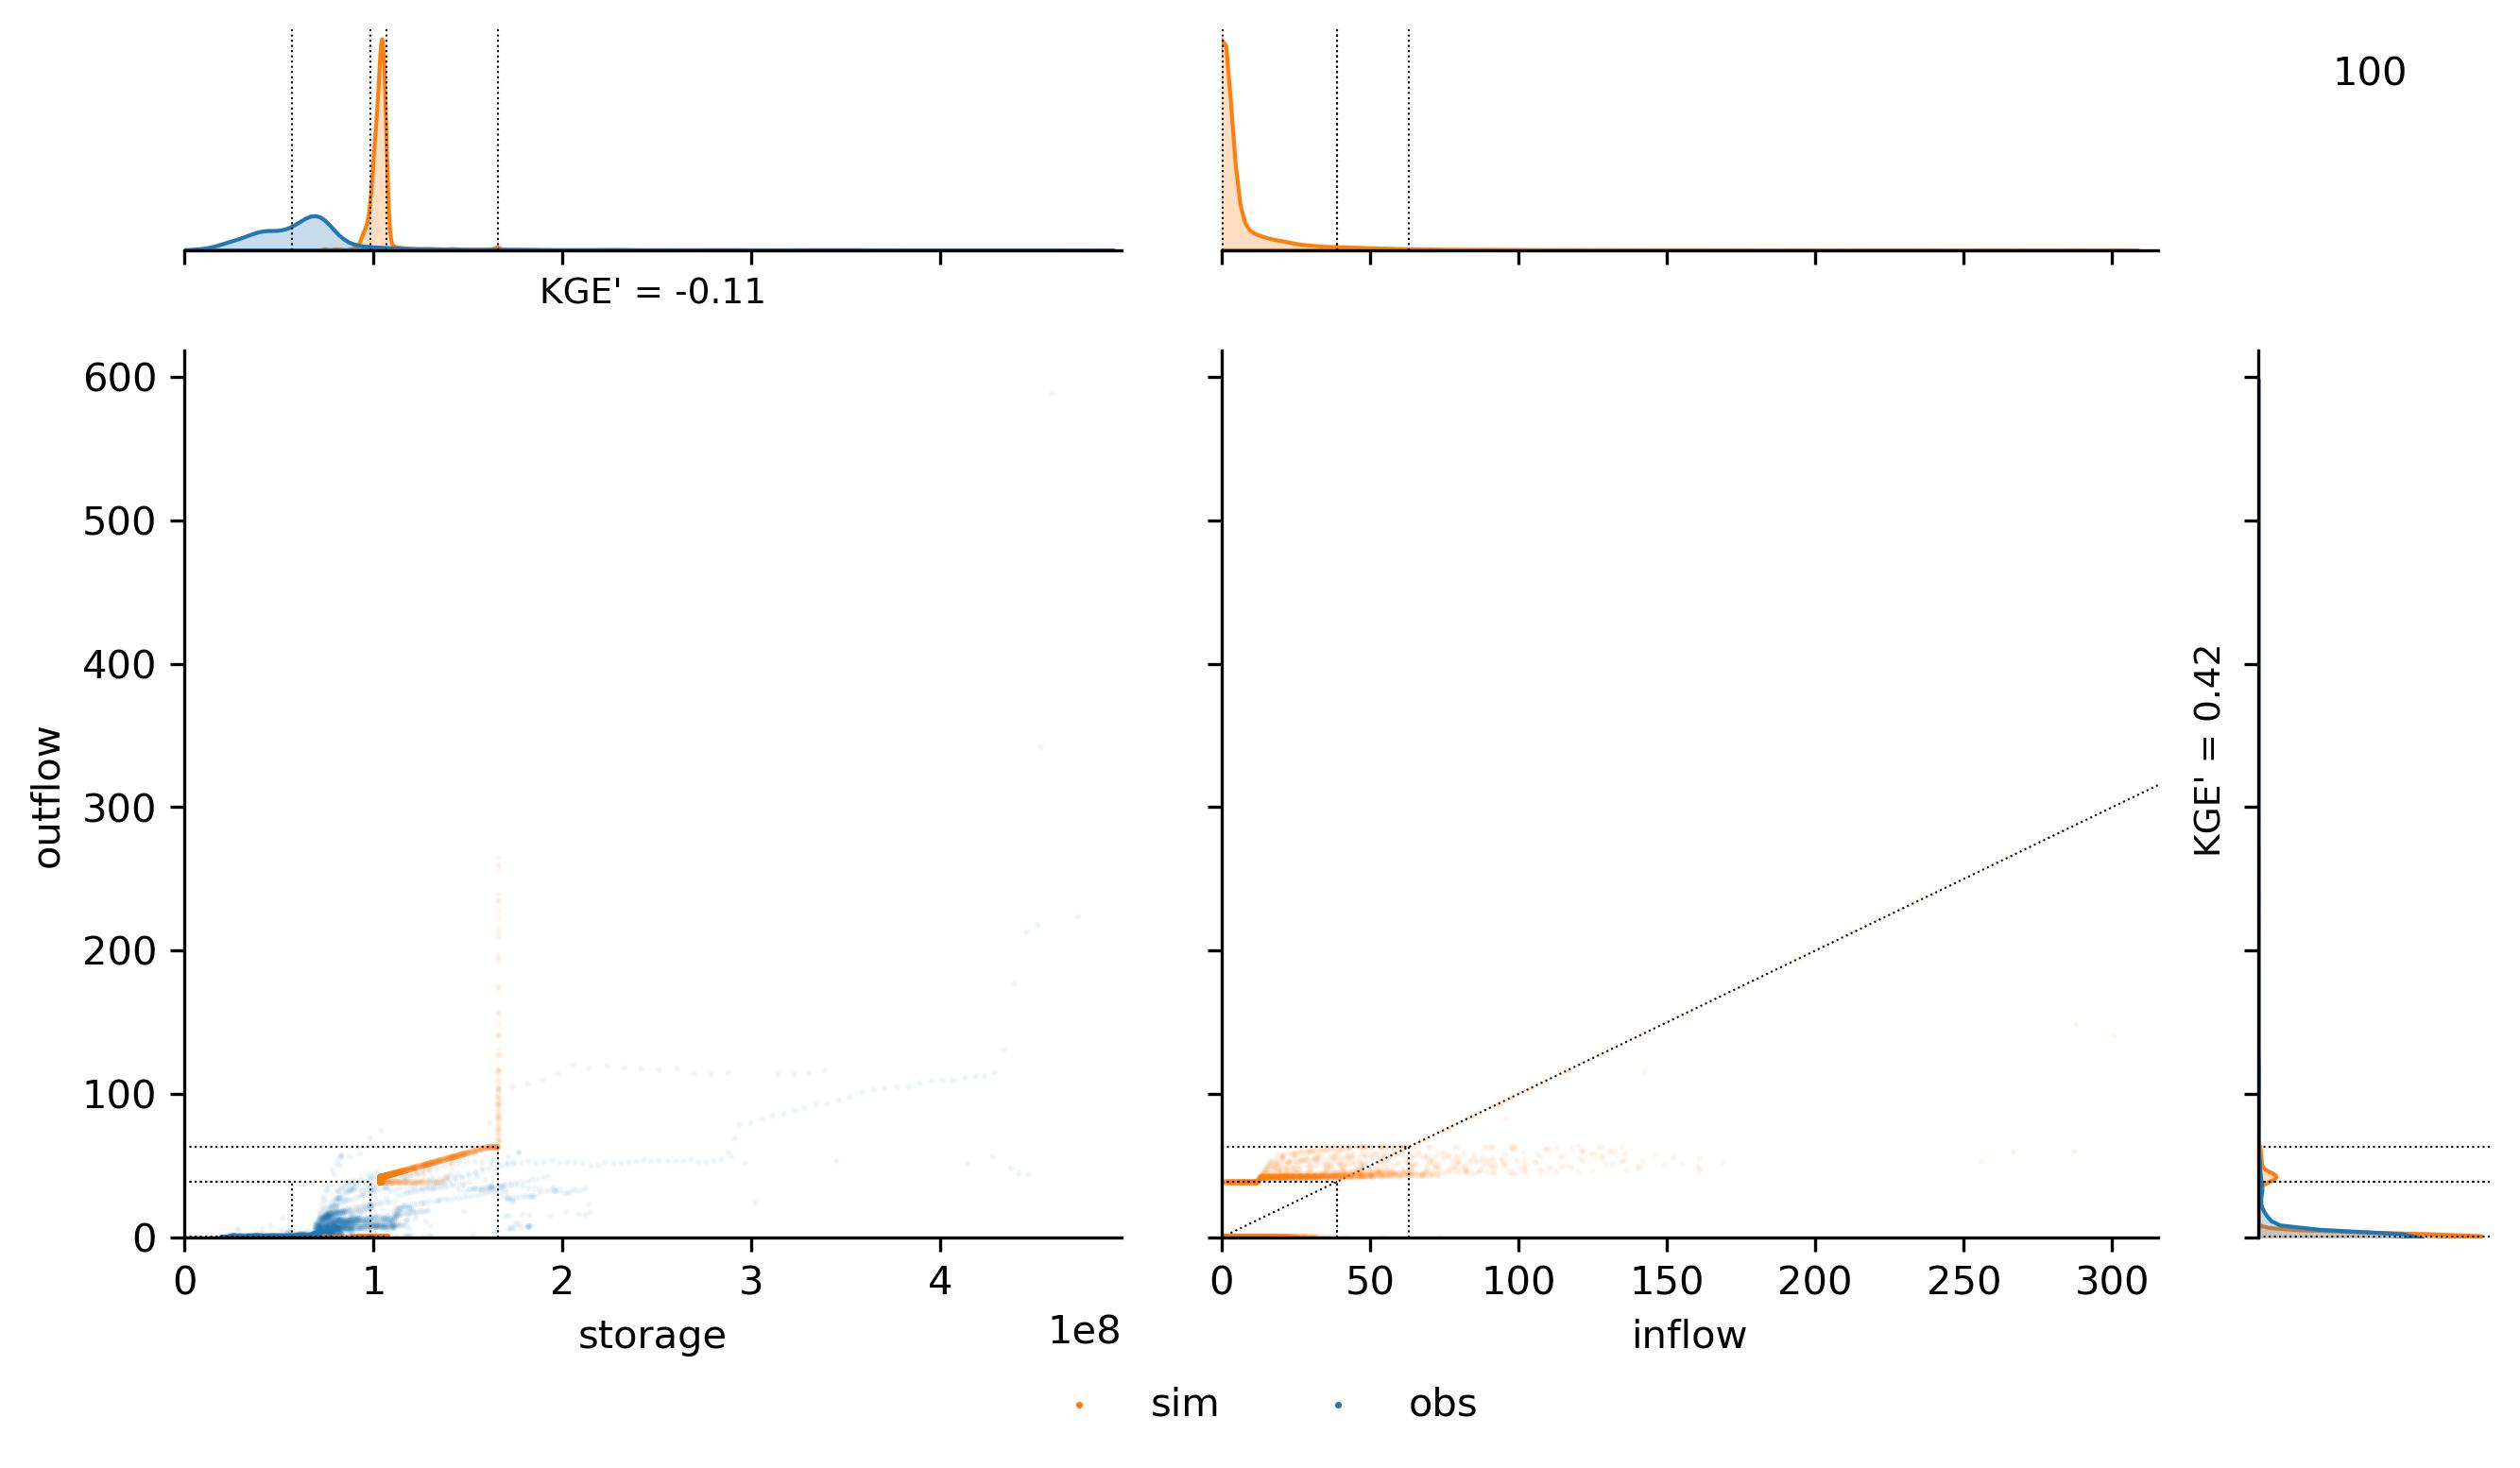 100
KGE' = -0.11
600
500
400
300
200
100
0
outflow
KGE' = 0.42
0 1 2 3 4
0 50 100 150 200 250 300
1e8
storage
inflow
sim obs